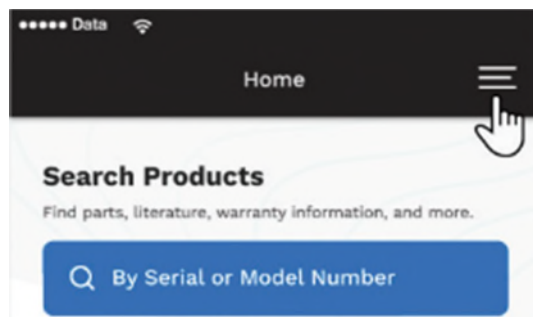 Data
Home
Search Products
Find parts, literature, warranty information, and more.
By Serial or Model Number